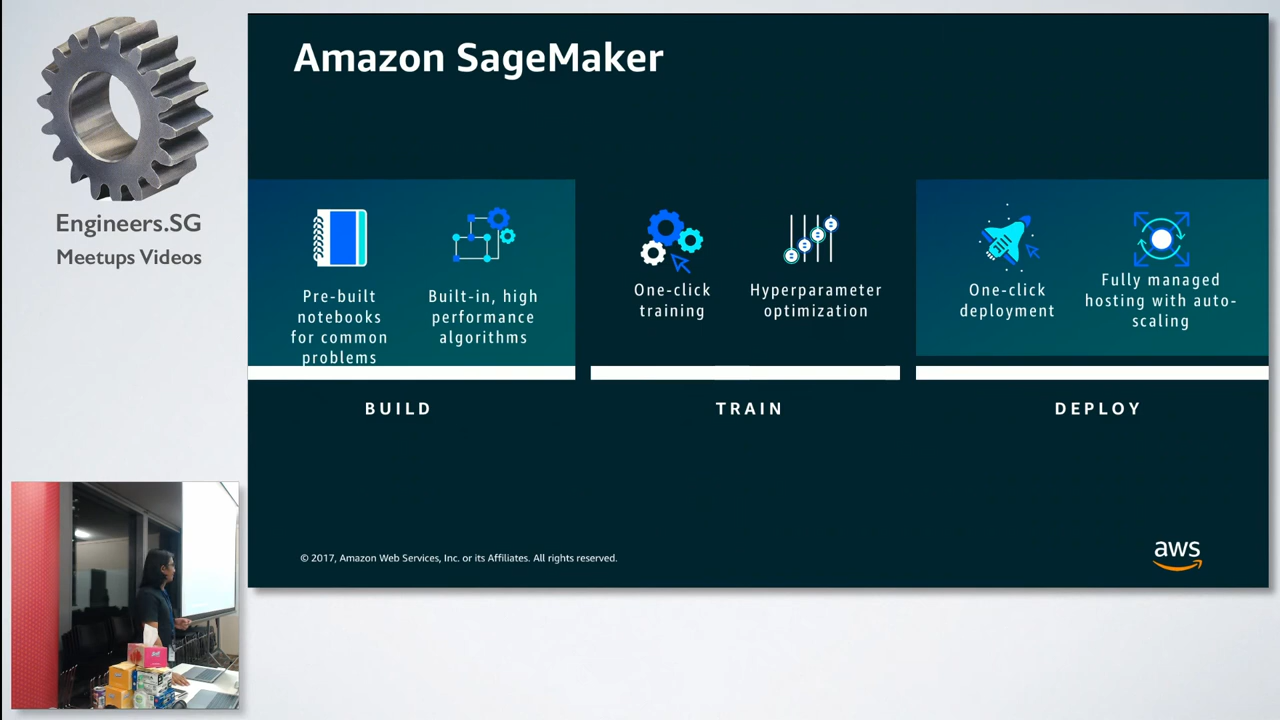 Engineers.SG
Meetups Videos
Amazon SageMaker
Pre-built
notebooks
for common
problems
Built-in, high
performance
algorithms
BUILD
One-click
training
Hyperparameter
optimization
TRAIN
One-click
deployment
Fully managed
hosting with auto-
scaling
DEPLOY
© 2017, Amazon Web Services, Inc. or its Affiliates. All rights reserved.
aws